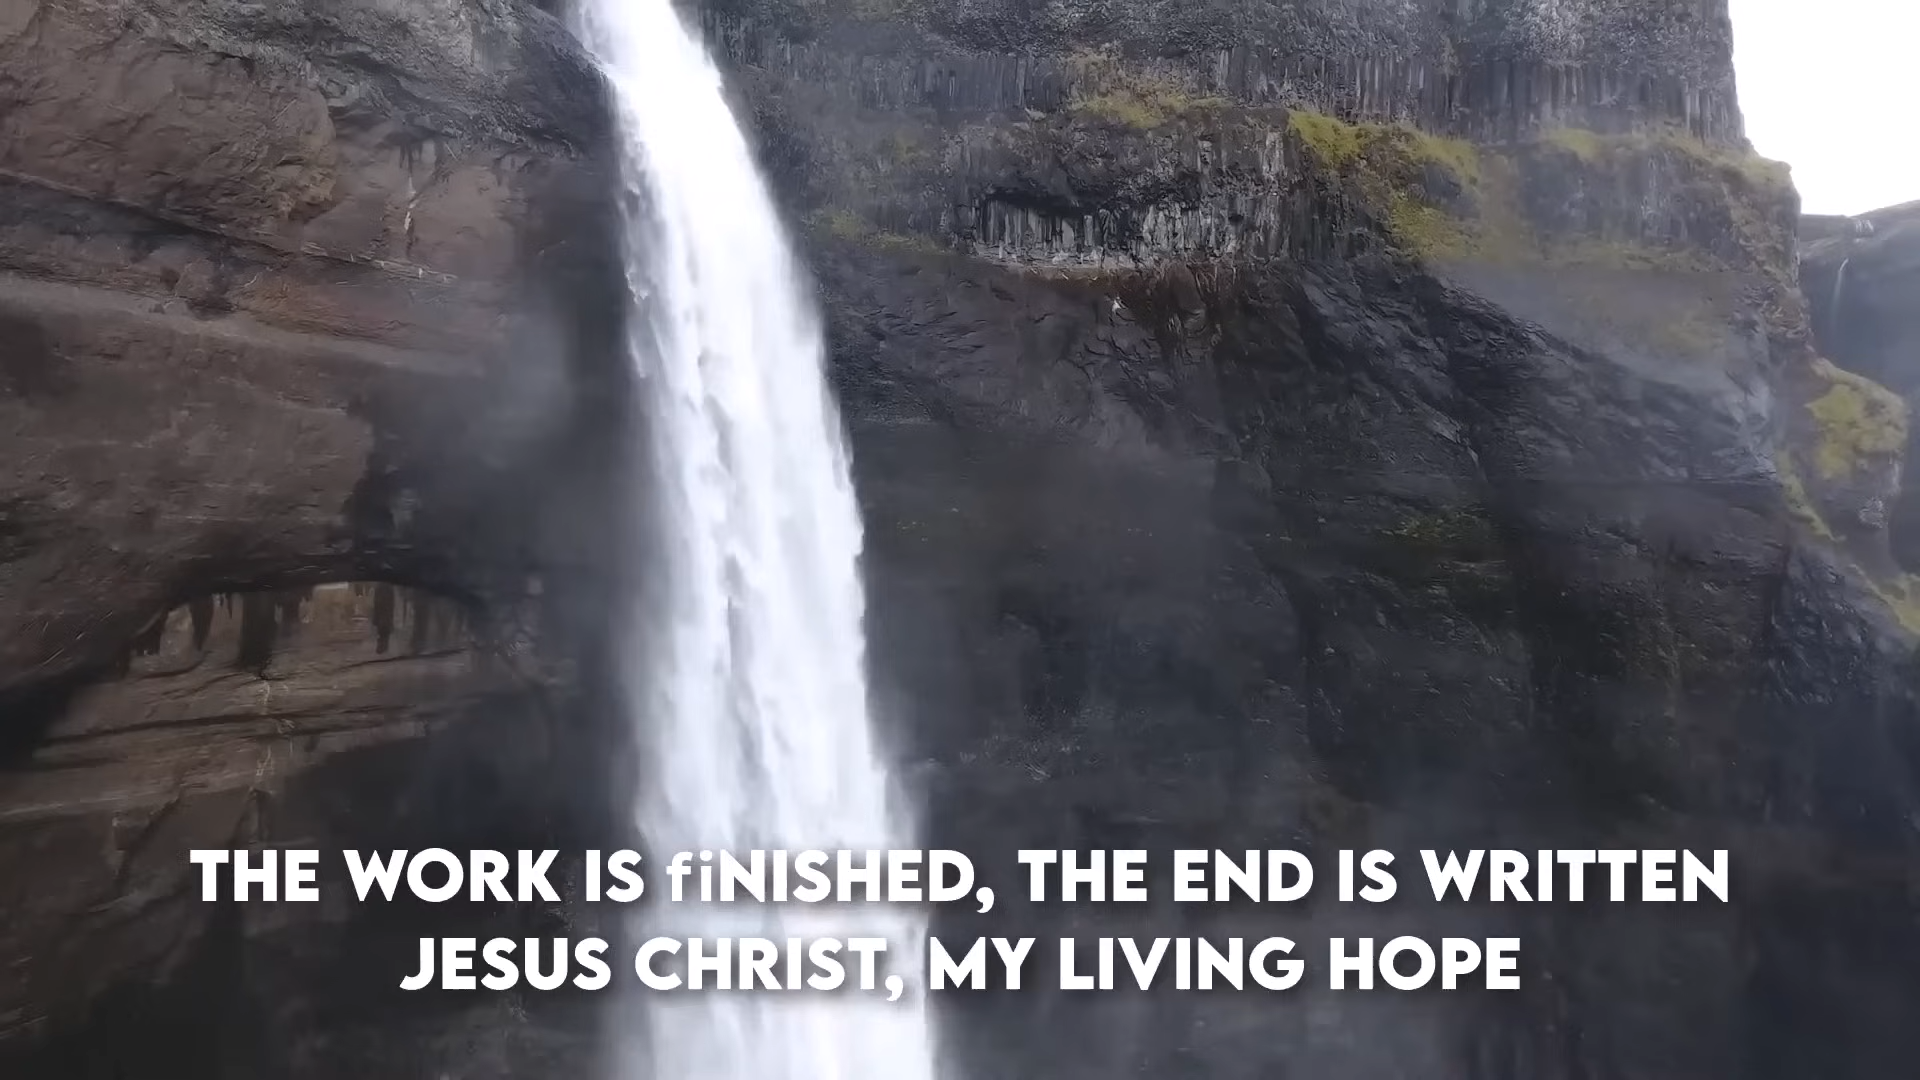 THE WORK IS fiNISHED, THE END IS WRITTEN
JESUS CHRIST, MY LIVING HOPE